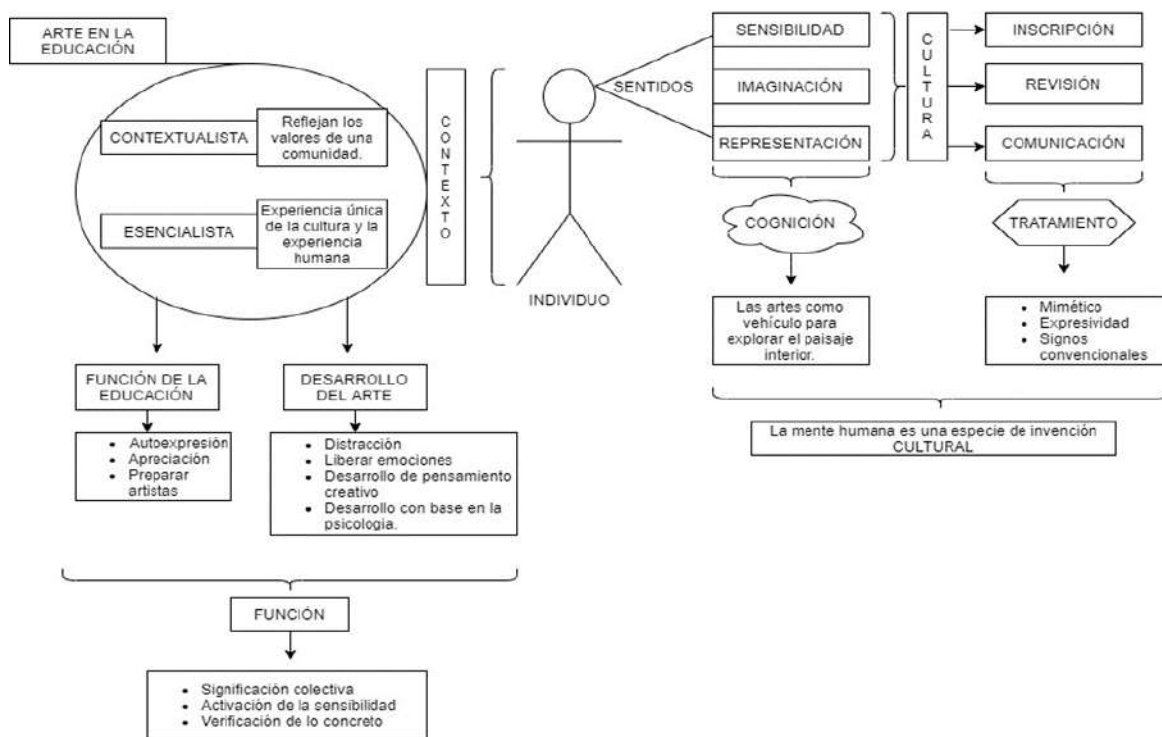 ARTE EN LA
EDUCACIÓN
CONTEXTUALISTA
Reflejan los
valores de una
comunidad.
ESENCIALISTA
Experiencia única
de la cultura y la
experiencia
humana
CONTEXTO
INDIVIDUO
SENTIDOS
SENSIBILIDAD
IMAGINACIÓN
REPRESENTACIÓN
CULTURA
INSCRIPCIÓN
REVISIÓN
COMUNICACIÓN
COGNICIÓN
TRATAMIENTO
Las artes como
vehículo para
explorar el paisaje
interior.
• Mimético
• Expresividad
• Signos
convencionales
La mente humana es una especie de invención
CULTURAL
FUNCIÓN DE LA
EDUCACIÓN
• Autoexpresión
• Apreciación
• Preparar
artistas
DESARROLLO
DEL ARTE
• Distracción
• Liberar emociones
• Desarrollo de pensamiento
creativo
• Desarrollo con base en la
psicología.
FUNCIÓN
• Significación colectiva
• Activación de la sensibilidad
• Verificación de lo concreto